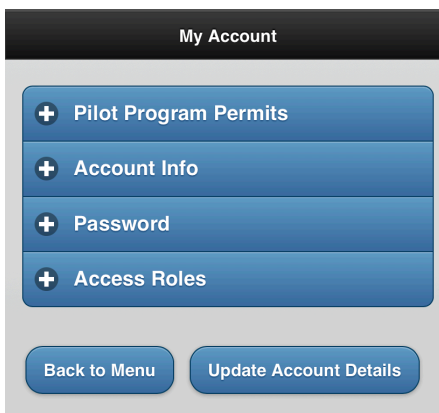 My Account
Pilot Program Permits
Account Info
Password
Access Roles
Back to Menu
Update Account Details